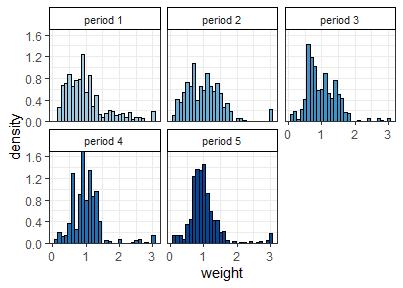 period 1 period 2 period 3
1.6
1.2
0.8
0.4
0.0
0 1 2 3
period 4 period 5
1.6
1.2
0.8
0.4
0.0
0 1 2 3 0 1 2 3
density
weight